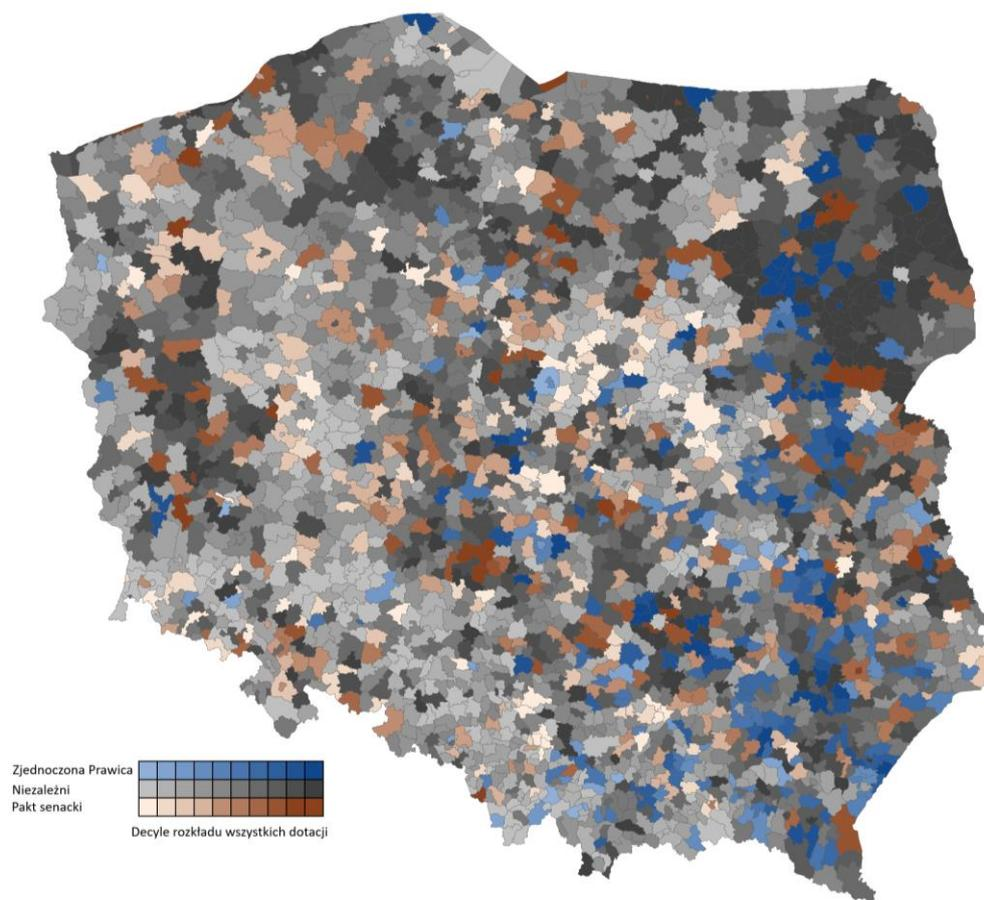 Zjednoczona Prawica
Niezależni
Pakt senacki
Decyle rozkładu wszystkich dotacji